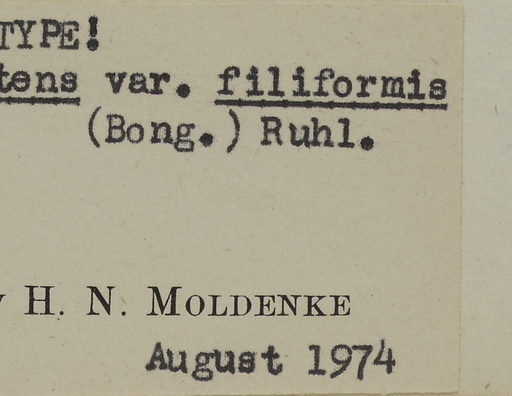 TYPE!
tens var. filiformis
(Bong.) Ruhl.
y H. N. MOLDENKE
August 1974